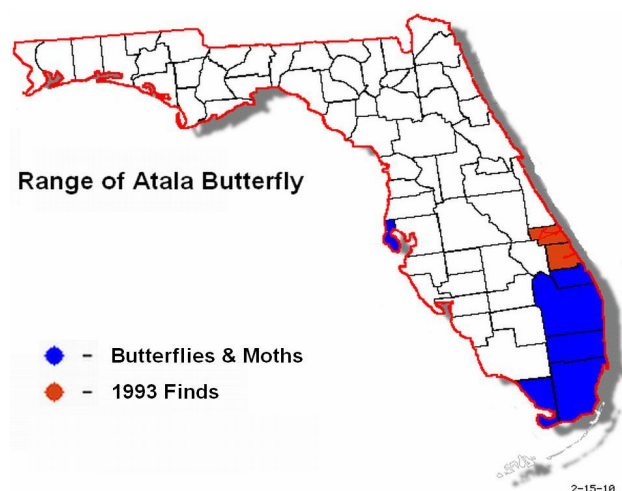 Range of Atala Butterfly
- Butterflies & Moths
- 1993 Finds
2-15-10